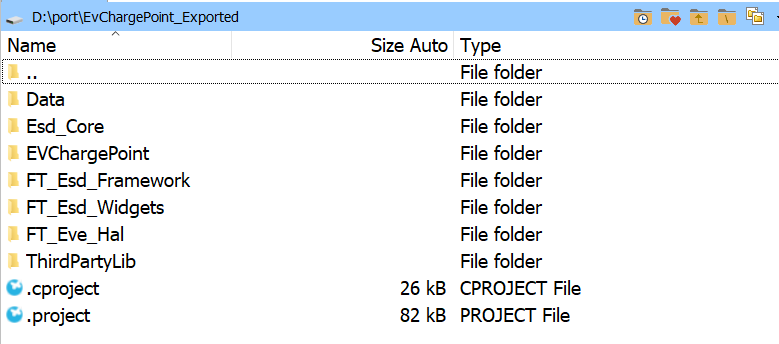 D:\port\EvChargePoint_Exported
Name Size Auto Type
.. File folder
Data File folder
Esd_Core File folder
EVChargePoint File folder
FT_Esd_Framework File folder
FT_Esd_Widgets File folder
FT_Eve_Hal File folder
ThirdPartyLib File folder
.cproject 26 kB CPROJECT File
.project 82 kB PROJECT File